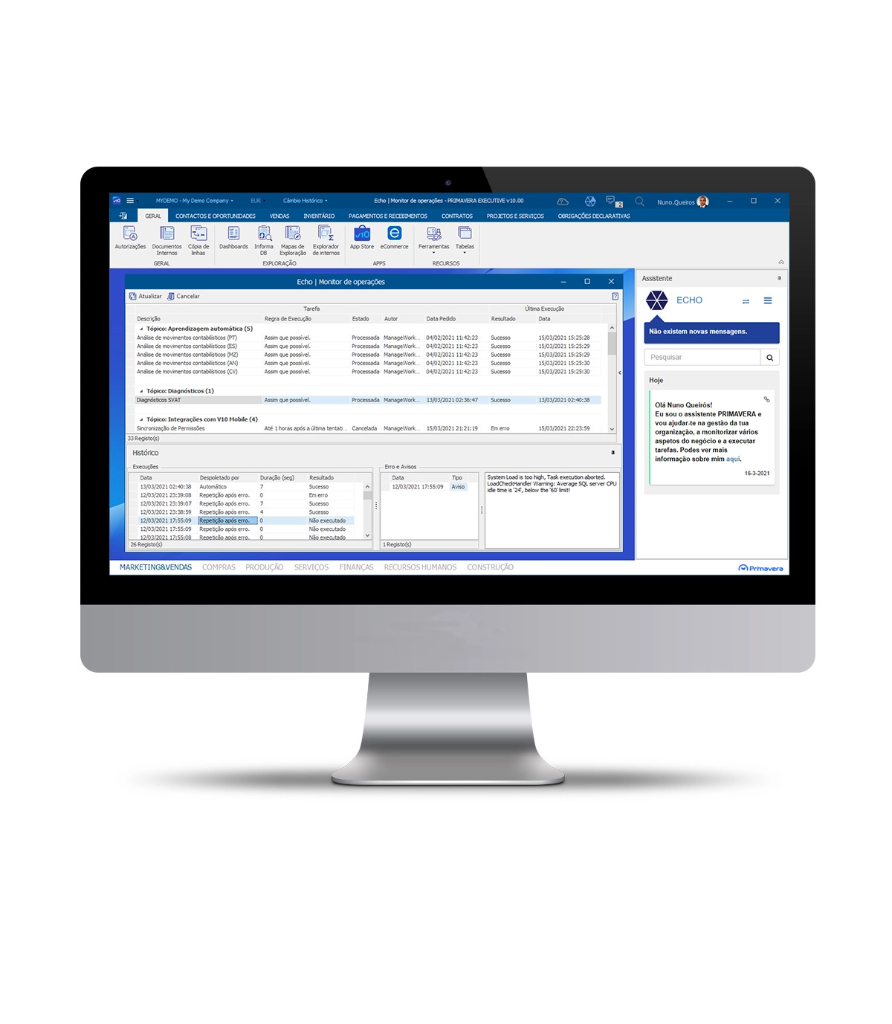 v10 MYDEMO - My Demo Company EUR Câmbio Histórico Echo | Monitor de operações - PRIMAVERA EXECUTIVE v10.00 2 Nuno.Queiros
GERAL CONTACTOS E OPORTUNIDADES VENDAS INVENTÁRIO PAGAMENTOS E RECEBIMENTOS CONTRATOS PROJETOS E SERVIÇOS OBRIGAÇÕES DECLARATIVAS
Autorizações Documentos Internos Cópia de linhas Dashboards Informa DB Mapas de Exploração Explorador de internos v10 App Store eCommerce Ferramentas Tabelas
GERAL EXPLORAÇÃO APPS RECURSOS
Echo | Monitor de operações
Atualizar Cancelar
Tarefa Última Execução
Descrição Regra de Execução Estado Autor Data Pedido Resultado Data
Tópico: Aprendizagem automática (5)
Análise de movimentos contabilísticos (PT) Assim que possível. Processada ManageWork... 04/02/2021 11:42:23 Sucesso 15/03/2021 15:25:28
Análise de movimentos contabilísticos (ES) Assim que possível. Processada ManageWork... 04/02/2021 11:42:23 Sucesso 15/03/2021 15:25:29
Análise de movimentos contabilísticos (MZ) Assim que possível. Processada ManageWork... 04/02/2021 11:42:23 Sucesso 15/03/2021 15:25:29
Análise de movimentos contabilísticos (AN) Assim que possível. Processada ManageWork... 04/02/2021 11:42:23 Sucesso 15/03/2021 15:25:30
Análise de movimentos contabilísticos (CV) Assim que possível. Processada ManageWork... 04/02/2021 11:42:23 Sucesso 15/03/2021 15:25:30
Tópico: Diagnósticos (1)
Diagnósticos SVAT Assim que possível. Processada ManageWork... 13/03/2021 02:36:47 Sucesso 13/03/2021 02:40:38
Tópico: Integrações com V10 Mobile (4)
Sincronização de Permissões Até 1 horas após a última tentati... Cancelada ManageWork... 15/03/2021 21:21:19 Em erro 15/03/2021 22:23:59
33 Registo(s)
Histórico
Execuções
Data Despoletado por Duração (seg) Resultado
13/03/2021 02:40:38 Automático 7 Sucesso
12/03/2021 23:39:08 Repetição após erro. 0 Em erro
12/03/2021 23:39:07 Repetição após erro. 7 Sucesso
12/03/2021 23:38:59 Repetição após erro. 4 Sucesso
12/03/2021 17:55:09 Repetição após erro. 0 Não executado
12/03/2021 17:55:09 Repetição após erro. 0 Não executado
12/03/2021 17:55:08 Repetição após erro. 0 Não executado
26 Registo(s)
Erro e Avisos
Data Tipo
12/03/2021 17:55:09 Aviso
1 Registo(s)
System Load is too high, Task execution aborted.
LoadCheckHandler Warning: Average SQL server CPU
idle time is '24', below the '60' limit!
Assistente
ECHO
Não existem novas mensagens.
Pesquisar
Hoje
Olá Nuno Queirós!
Eu sou o assistente PRIMAVERA e
vou ajudar-te na gestão da tua
organização, a monitorizar vários
aspetos do negócio e a executar
tarefas. Podes ver mais
informação sobre mim aqui.
16-3-2021
MARKETING&VENDAS COMPRAS PRODUÇÃO SERVIÇOS FINANÇAS RECURSOS HUMANOS CONSTRUÇÃO
Primavera